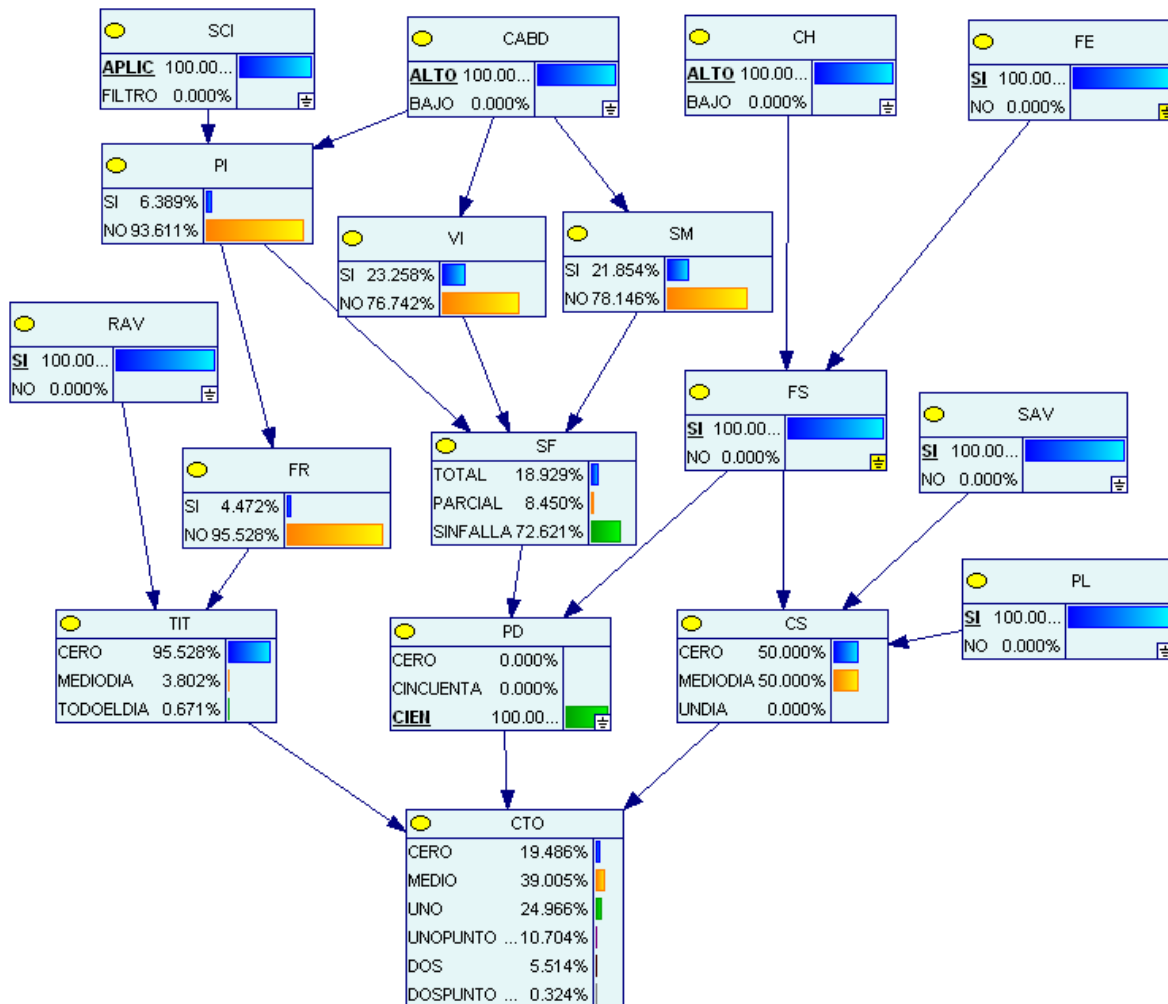 SCI
APLIC 100.00...
FILTRO 0.000%
CABD
ALTO 100.00...
BAJO 0.000%
CH
ALTO 100.00...
BAJO 0.000%
FE
SI 100.00...
NO 0.000%
PI
SI 6.389%
NO 93.611%
VI
SI 23.258%
NO 76.742%
SM
SI 21.854%
NO 78.146%
RAV
SI 100.00...
NO 0.000%
FS
SI 100.00...
NO 0.000%
SAV
SI 100.00...
NO 0.000%
FR
SI 4.472%
NO 95.528%
SF
TOTAL 18.929%
PARCIAL 8.450%
SINFALLA 72.621%
PL
SI 100.00...
NO 0.000%
TIT
CERO 95.528%
MEDIODIA 3.802%
TODOELDIA 0.671%
PD
CERO 0.000%
CINCUENTA 0.000%
CIEN 100.00...
CS
CERO 50.000%
MEDIODIA 50.000%
UNDIA 0.000%
CTO
CERO 19.486%
MEDIO 39.005%
UNO 24.966%
UNOPUNTO ... 10.704%
DOS 5.514%
DOSPUNTO ... 0.324%